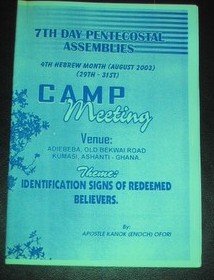 7TH DAY PENTECOSTAL
ASSEMBLIES
4TH HEBREW MONTH (AUGUST 2003)
(29TH - 31ST)
CAMP
Meeting
Venue:
ADIEBEBA, OLD BEKWAI ROAD
KUMASI, ASHANTI - GHANA.
Theme:
IDENTIFICATION SIGNS OF REDEEMED
BELIEVERS.
By:
APOSTLE KANOK (ENOCH) OFORI